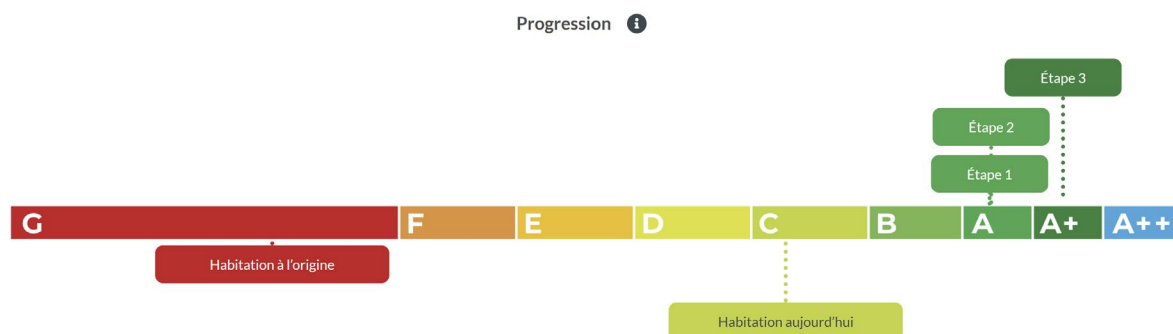 Progression i
Étape 3
Étape 2
Étape 1
G F E D C B A A+ A++
Habitation à l'origine
Habitation aujourd'hui